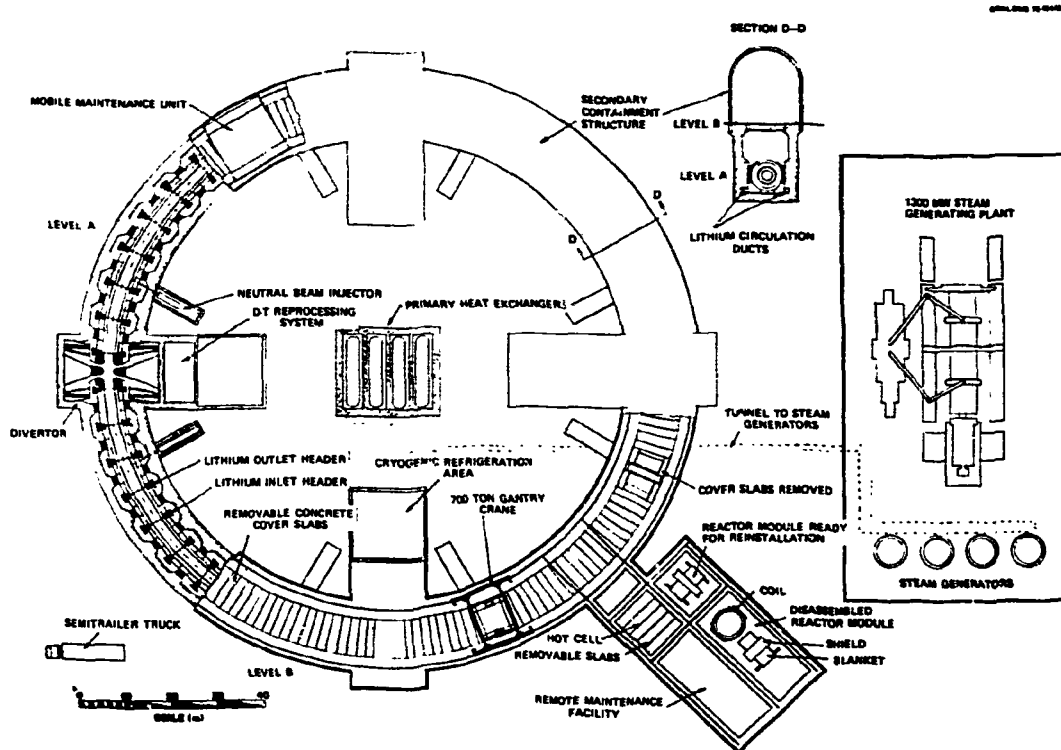 SECTION D–D
MOBILE MAINTENANCE UNIT
SECONDARY
CONTAINMENT
STRUCTURE
LEVEL B
LEVEL A
LITHIUM CIRCULATION
DUCTS
D
D
1300 MW STEAM
GENERATING PLANT
LEVEL A
NEUTRAL BEAM INJECTOR
D-T REPROCESSING
SYSTEM
PRIMARY HEAT EXCHANGERS
DIVERTOR
TUNNEL TO STEAM
GENERATORS
LITHIUM OUTLET HEADER
LITHIUM INLET HEADER
CRYOGENIC REFRIGERATION
AREA
700 TON GANTRY
CRANE
COVER SLABS REMOVED
REMOVABLE CONCRETE
COVER SLABS
REACTOR MODULE READY
FOR REINSTALLATION
STEAM GENERATORS
COIL
DISASSEMBLED
REACTOR MODULE
SHIELD
BLANKET
SEMITRAILER TRUCK
HOT CELL
REMOVABLE SLABS
LEVEL B
REMOTE MAINTENANCE
FACILITY
SCALE (m)